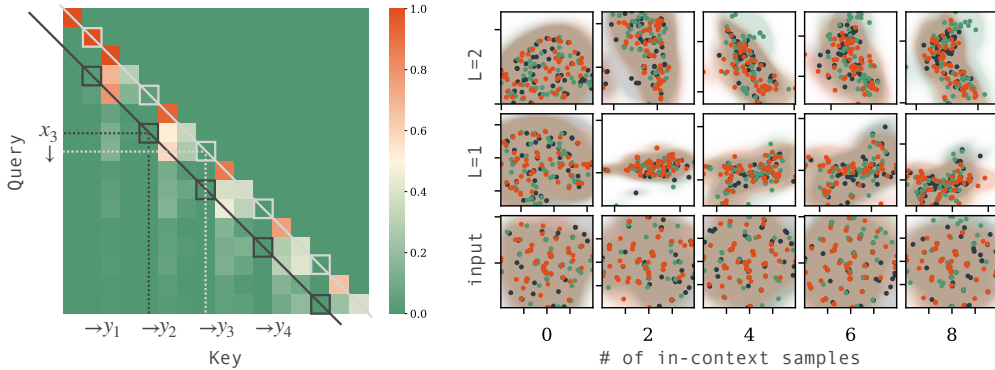 1.0
0.8
0.6
0.4
0.2
0.0
Query
x₃
←
→y₁ →y₂ →y₃ →y₄
Key
L=2
L=1
input
0 2 4 6 8
# of in-context samples